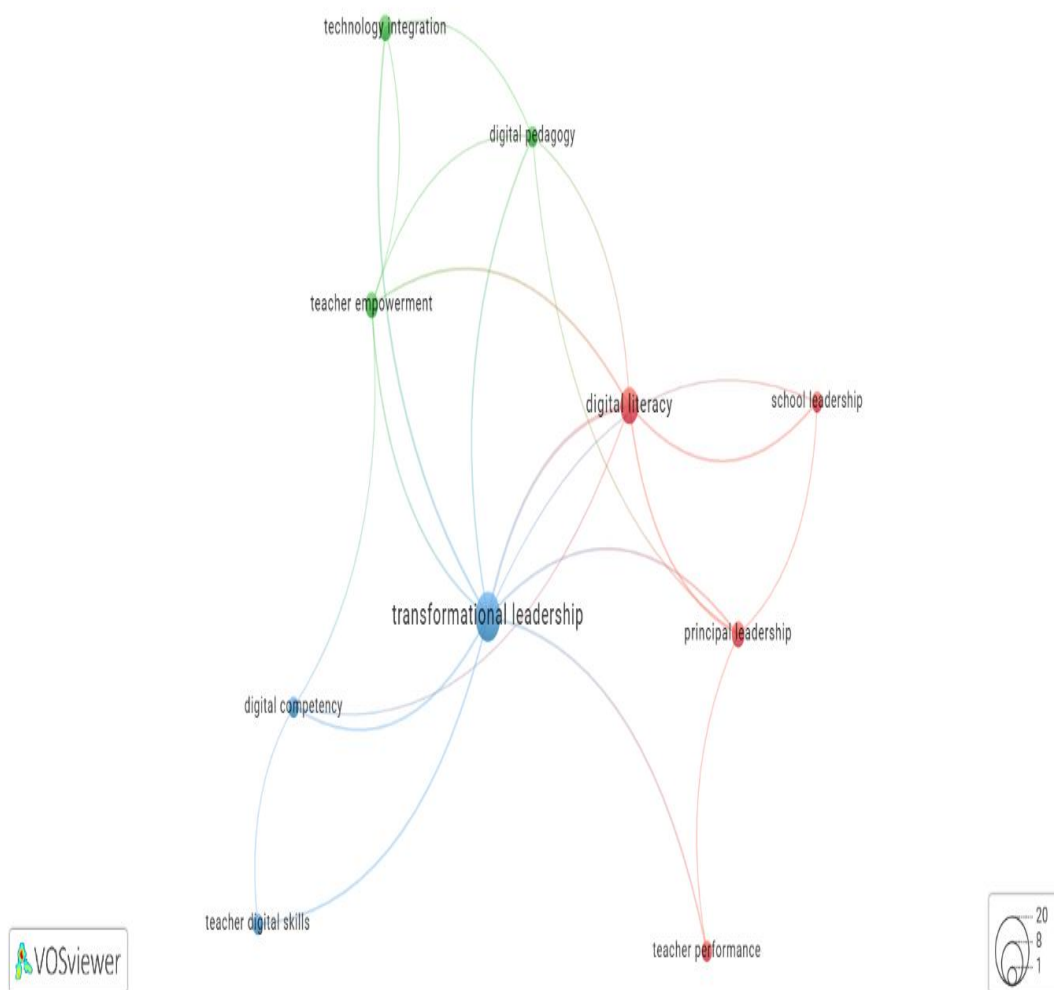 technology integration
digital pedagogy
teacher empowerment
digital literacy
school leadership
transformational leadership
principal leadership
digital competency
teacher digital skills
teacher performance
VOSviewer
20
8
1